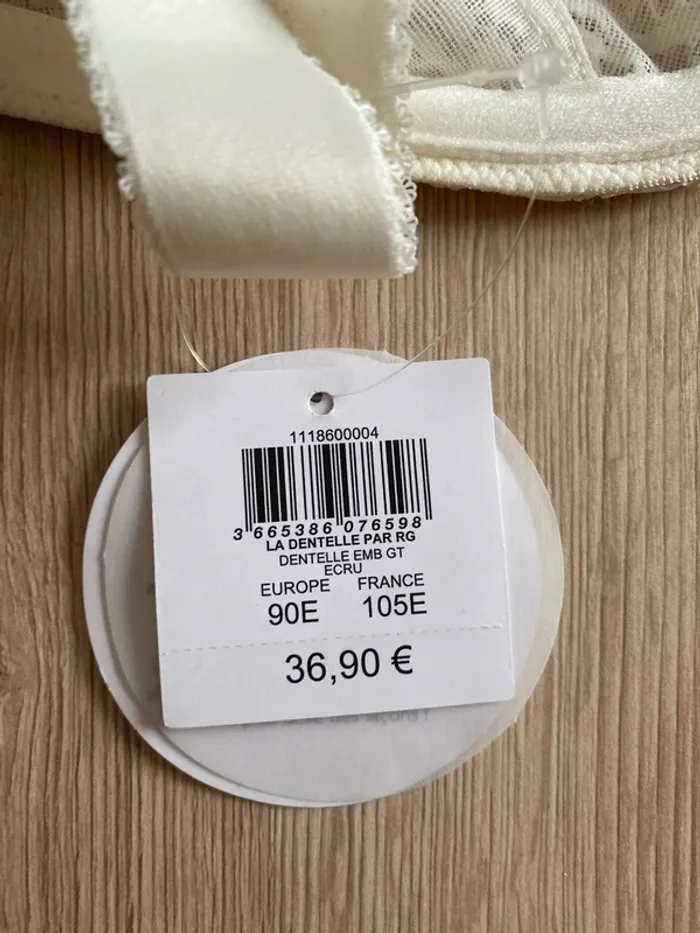 1118600004
3 665386 076598
LA DENTELLE PAR RG
DENTELLE EMB GT
ECRU
EUROPE FRANCE
90E 105E
36,90 €